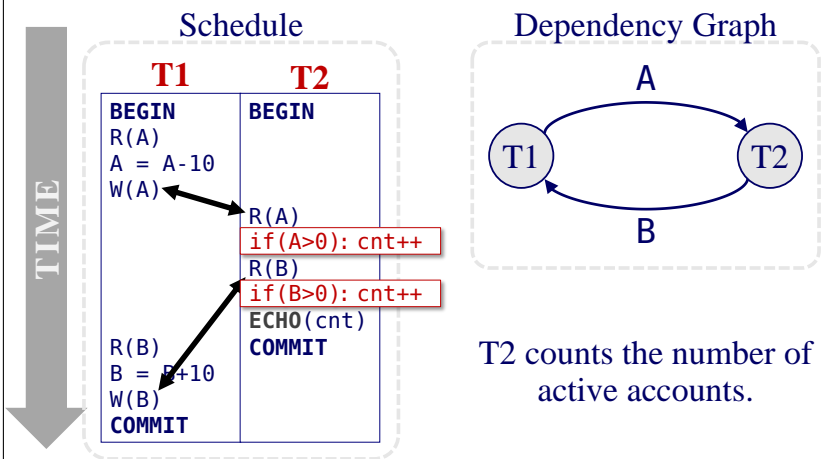 Schedule
Dependency Graph
TIME
T1
T2
BEGIN
R(A)
A = A-10
W(A)
R(B)
B = B+10
W(B)
COMMIT
BEGIN
R(A)
if(A>0): cnt++
R(B)
if(B>0): cnt++
ECHO(cnt)
COMMIT
A
T1
T2
B
T2 counts the number of
active accounts.